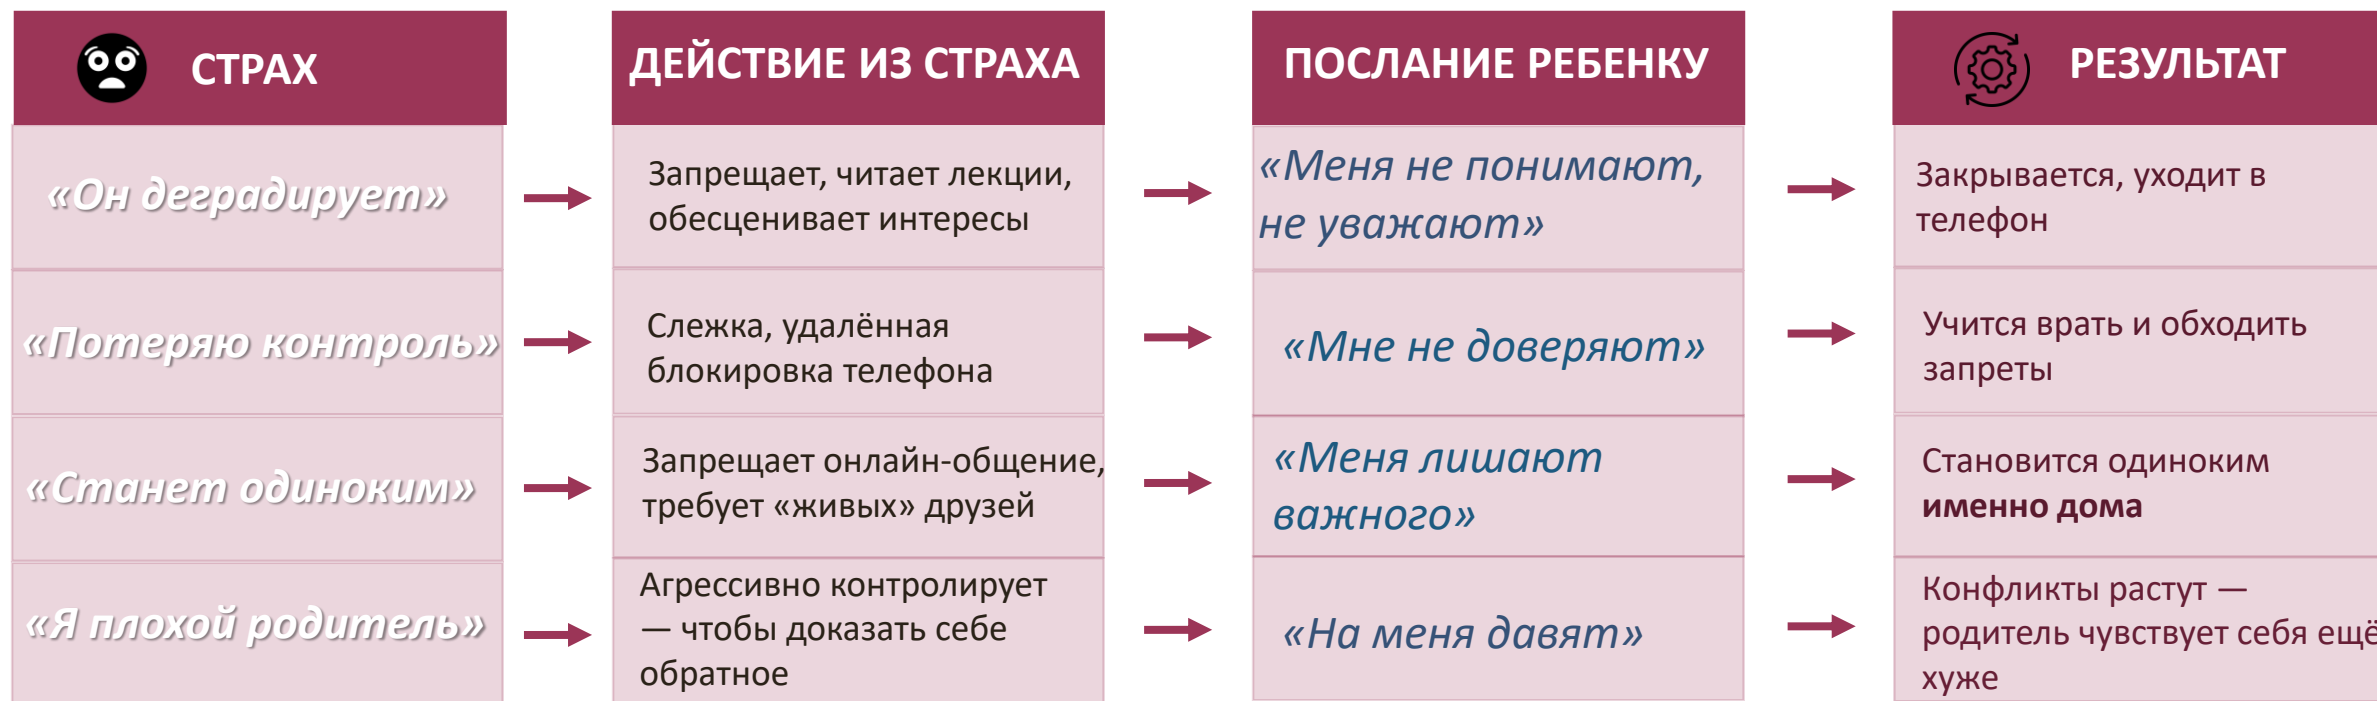 СТРАХ
ДЕЙСТВИЕ ИЗ СТРАХА
ПОСЛАНИЕ РЕБЕНКУ
РЕЗУЛЬТАТ
«Он деградирует»
Запрещает, читает лекции,
обесценивает интересы
«Меня не понимают,
не уважают»
Закрывается, уходит в
телефон
«Потеряю контроль»
Слежка, удалённая
блокировка телефона
«Мне не доверяют»
Учится врать и обходить
запреты
«Станет одиноким»
Запрещает онлайн-общение,
требует «живых» друзей
«Меня лишают
важного»
Становится одиноким
именно дома
«Я плохой родитель»
Агрессивно контролирует
— чтобы доказать себе
обратное
«На меня давят»
Конфликты растут —
родитель чувствует себя ещё
хуже